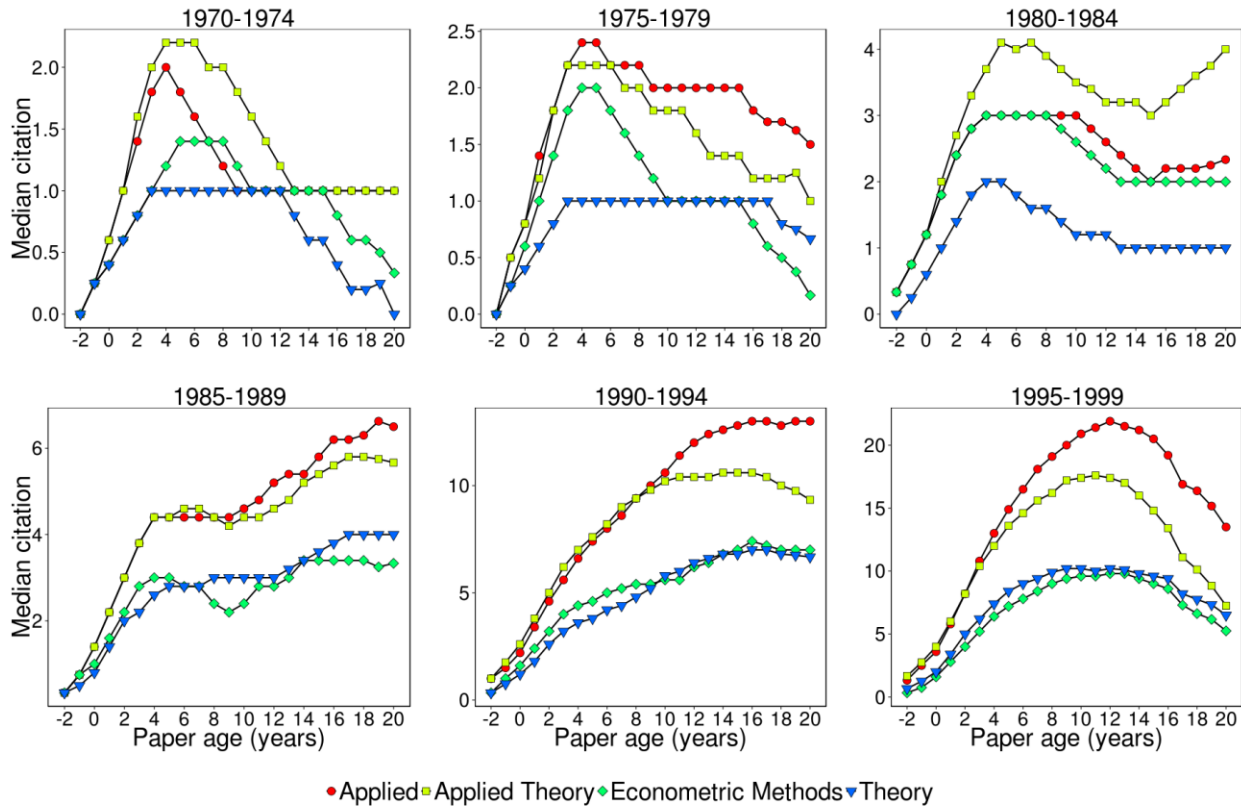 1970-1974 1975-1979 1980-1984
Median citation
2.0
1.5
1.0
0.5
0.0
2.5
2.0
1.5
1.0
0.5
0.0
4
3
2
1
0
-2 0 2 4 6 8 10 12 14 16 18 20
-2 0 2 4 6 8 10 12 14 16 18 20
-2 0 2 4 6 8 10 12 14 16 18 20
1985-1989 1990-1994 1995-1999
Median citation
6
4
2
10
5
0
20
15
10
5
0
-2 0 2 4 6 8 10 12 14 16 18 20
-2 0 2 4 6 8 10 12 14 16 18 20
-2 0 2 4 6 8 10 12 14 16 18 20
Paper age (years) Paper age (years) Paper age (years)
Applied Applied Theory Econometric Methods Theory